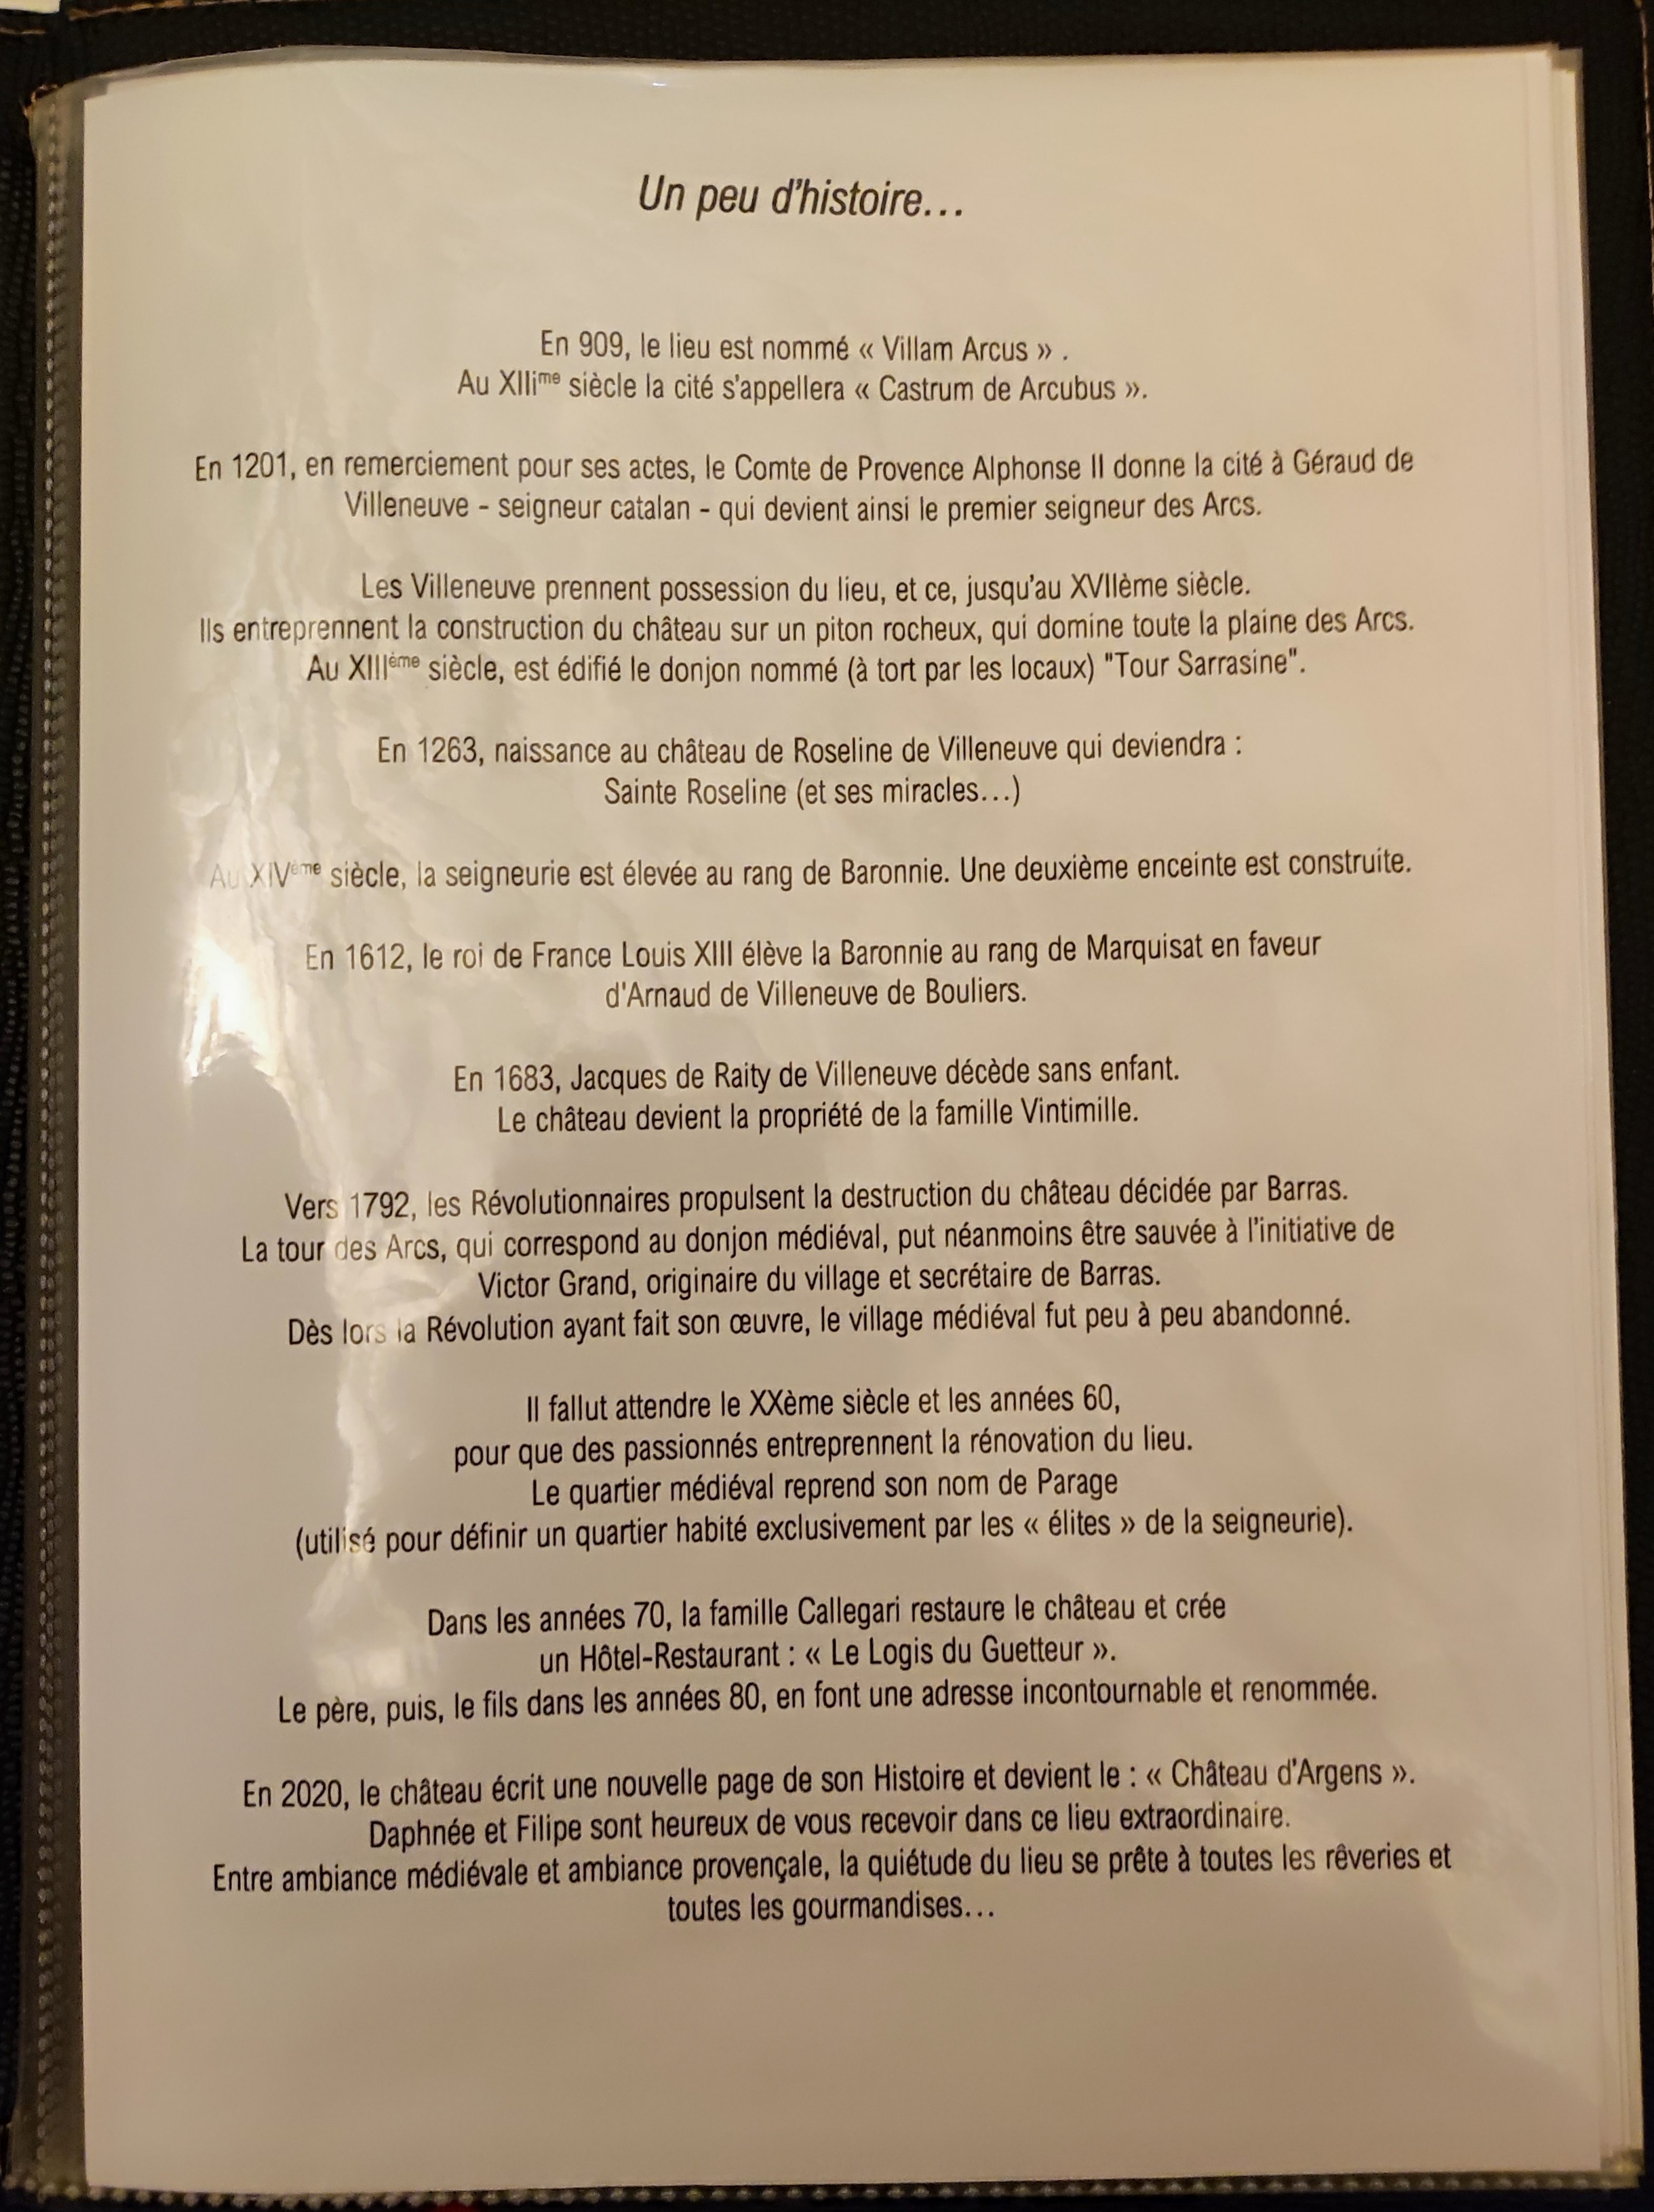 Un peu d'histoire...
En 909, le lieu est nommé « Villam Arcus » .
Au XIIime siècle la cité s'appellera « Castrum de Arcubus ».
En 1201, en remerciement pour ses actes, le Comte de Provence Alphonse II donne la cité à Géraud de
Villeneuve - seigneur catalan - qui devient ainsi le premier seigneur des Arcs.
Les Villeneuve prennent possession du lieu, et ce, jusqu'au XVIIème siècle.
Ils entreprennent la construction du château sur un piton rocheux, qui domine toute la plaine des Arcs.
Au XIIIème siècle, est édifié le donjon nommé (à tort par les locaux) "Tour Sarrasine".
En 1263, naissance au château de Roseline de Villeneuve qui deviendra :
Sainte Roseline (et ses miracles...)
Au XIVème siècle, la seigneurie est élevée au rang de Baronnie. Une deuxième enceinte est construite.
En 1612, le roi de France Louis XIII élève la Baronnie au rang de Marquisat en faveur
d'Arnaud de Villeneuve de Bouliers.
En 1683, Jacques de Raity de Villeneuve décède sans enfant.
Le château devient la propriété de la famille Vintimille.
Vers 1792, les Révolutionnaires propulsent la destruction du château décidée par Barras.
La tour des Arcs, qui correspond au donjon médiéval, put néanmoins être sauvée à l'initiative de
Victor Grand, originaire du village et secrétaire de Barras.
Dès lors la Révolution ayant fait son œuvre, le village médiéval fut peu à peu abandonné.
Il fallut attendre le XXème siècle et les années 60,
pour que des passionnés entreprennent la rénovation du lieu.
Le quartier médiéval reprend son nom de Parage
(utilisé pour définir un quartier habité exclusivement par les « élites » de la seigneurie).
Dans les années 70, la famille Callegari restaure le château et crée
un Hôtel-Restaurant : « Le Logis du Guetteur ».
Le père, puis, le fils dans les années 80, en font une adresse incontournable et renommée.
En 2020, le château écrit une nouvelle page de son Histoire et devient le : « Château d'Argens ».
Daphnée et Filipe sont heureux de vous recevoir dans ce lieu extraordinaire.
Entre ambiance médiévale et ambiance provençale, la quiétude du lieu se prête à toutes les rêveries et
toutes les gourmandises...